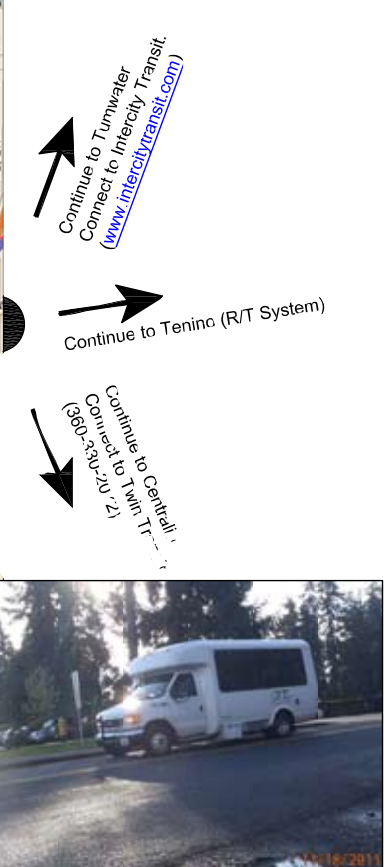 Continue to Tumwater
Connect to Intercity Transit.
(www.intercitytransit.com)
Continue to Tenino (R/T System)
Continue to
Connect to Twin